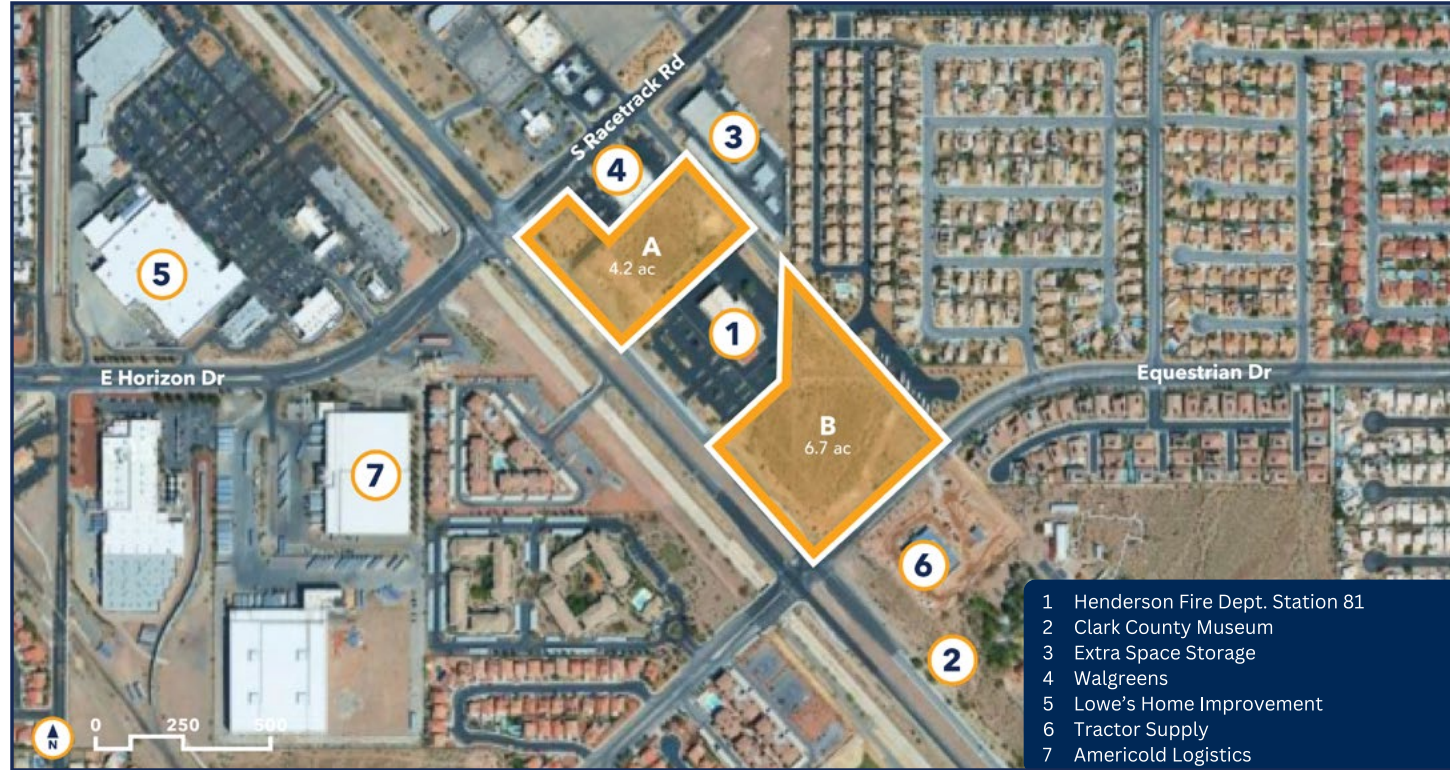 S Racetrack Rd
3
4
A
4.2 ac
5
1
E Horizon Dr
Equestrian Dr
B
6.7 ac
7
6
2
N
0 250 500
1 Henderson Fire Dept. Station 81
2 Clark County Museum
3 Extra Space Storage
4 Walgreens
5 Lowe's Home Improvement
6 Tractor Supply
7 Americold Logistics